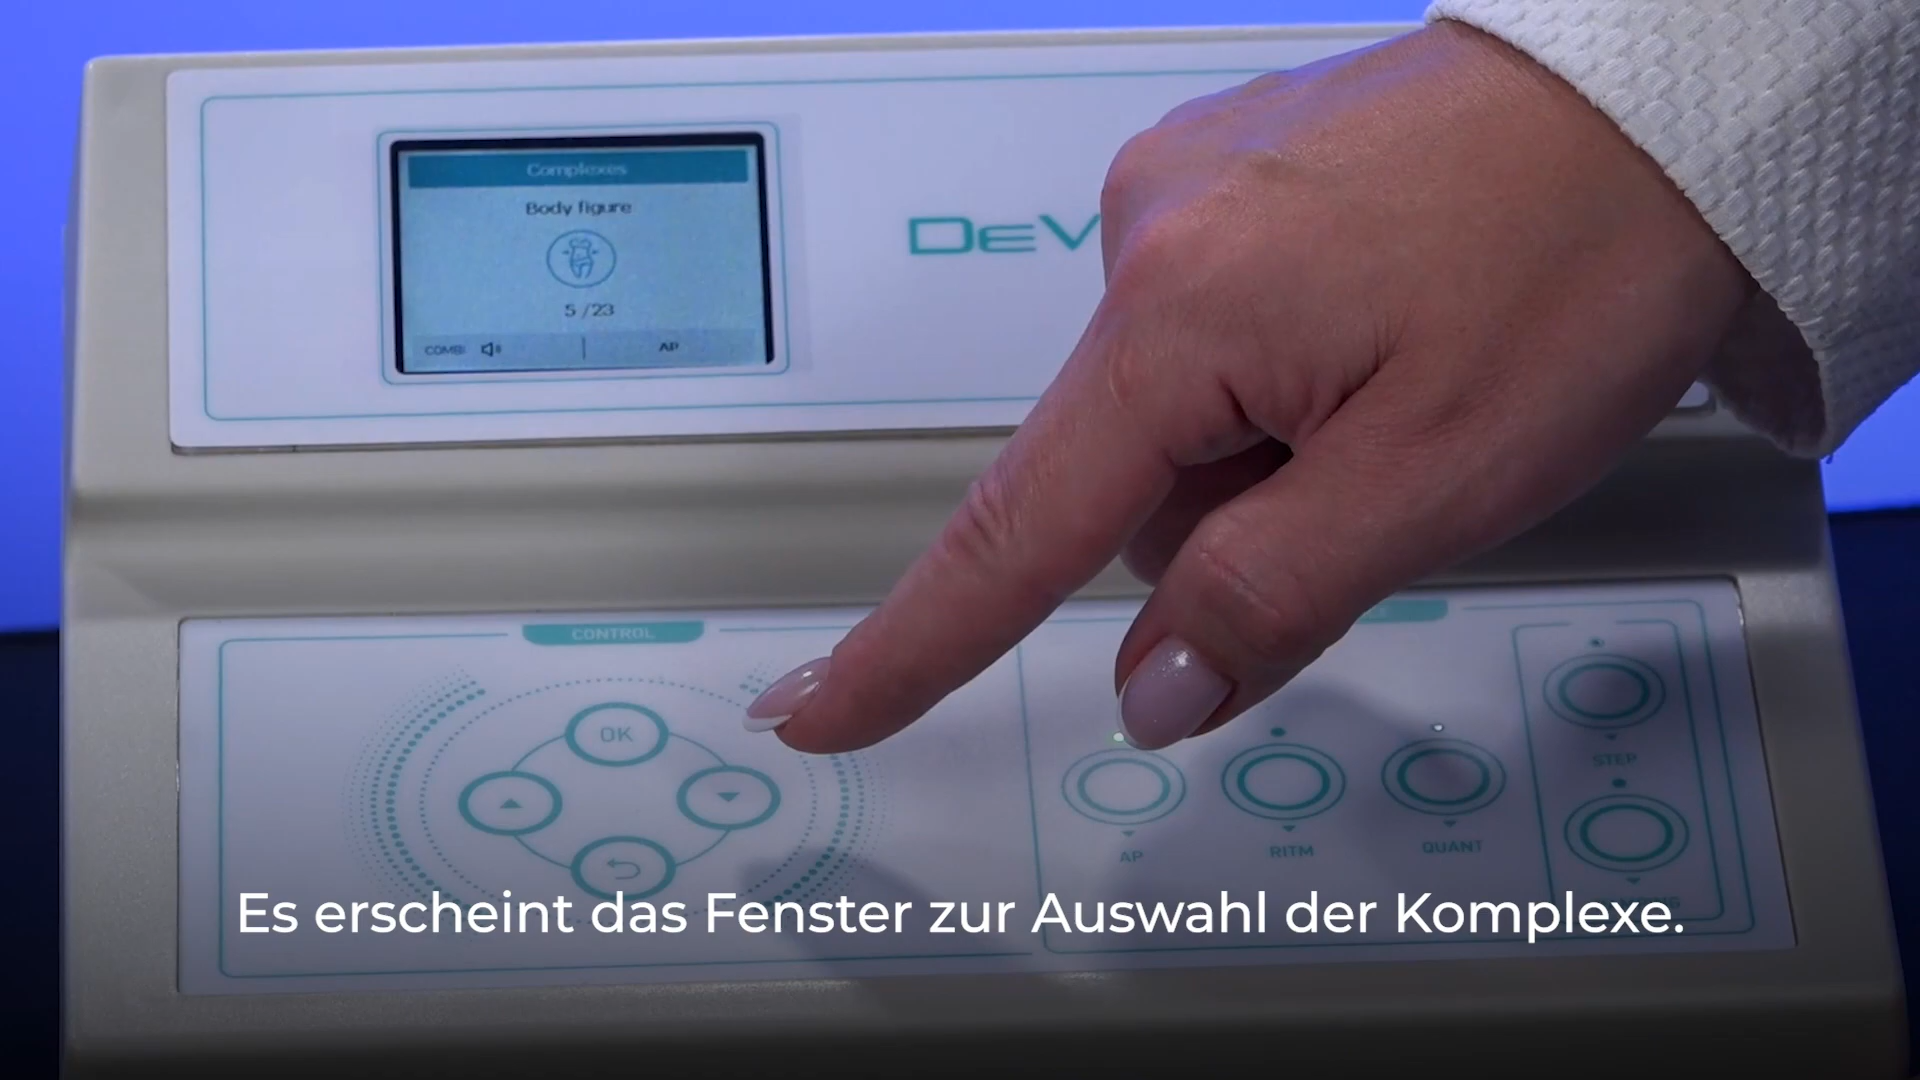 Complexes
Body figure
5 /23
COMBI
AP
DEV
CONTROL
OK
STEP
AP
RITM
QUANT
Es erscheint das Fenster zur Auswahl der Komplexe.